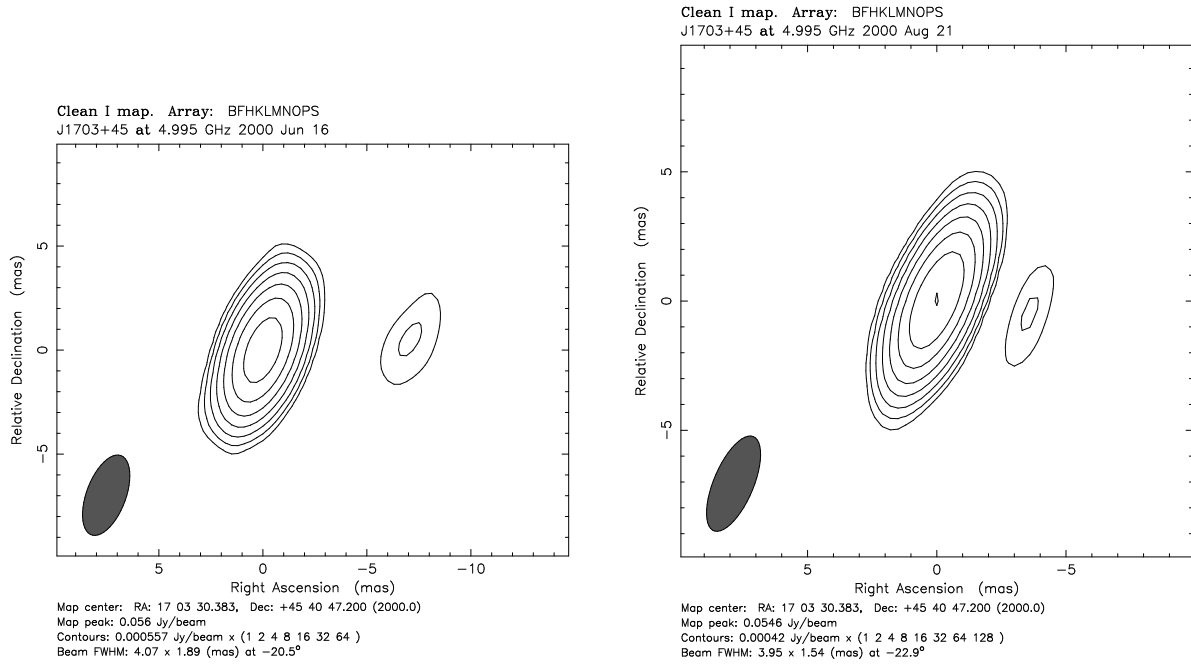 Clean I map. Array: BFHKLMNOPS
J1703+45 at 4.995 GHz 2000 Jun 16
Relative Declination (mas)
5
0
−5
5
0
−5
−10
Right Ascension (mas)
Map center: RA: 17 03 30.383, Dec: +45 40 47.200 (2000.0)
Map peak: 0.056 Jy/beam
Contours: 0.000557 Jy/beam x (1 2 4 8 16 32 64 )
Beam FWHM: 4.07 x 1.89 (mas) at −20.5°
Clean I map. Array: BFHKLMNOPS
J1703+45 at 4.995 GHz 2000 Aug 21
Relative Declination (mas)
5
0
−5
5
0
−5
Right Ascension (mas)
Map center: RA: 17 03 30.383, Dec: +45 40 47.200 (2000.0)
Map peak: 0.0546 Jy/beam
Contours: 0.00042 Jy/beam x (1 2 4 8 16 32 64 128 )
Beam FWHM: 3.95 x 1.54 (mas) at −22.9°